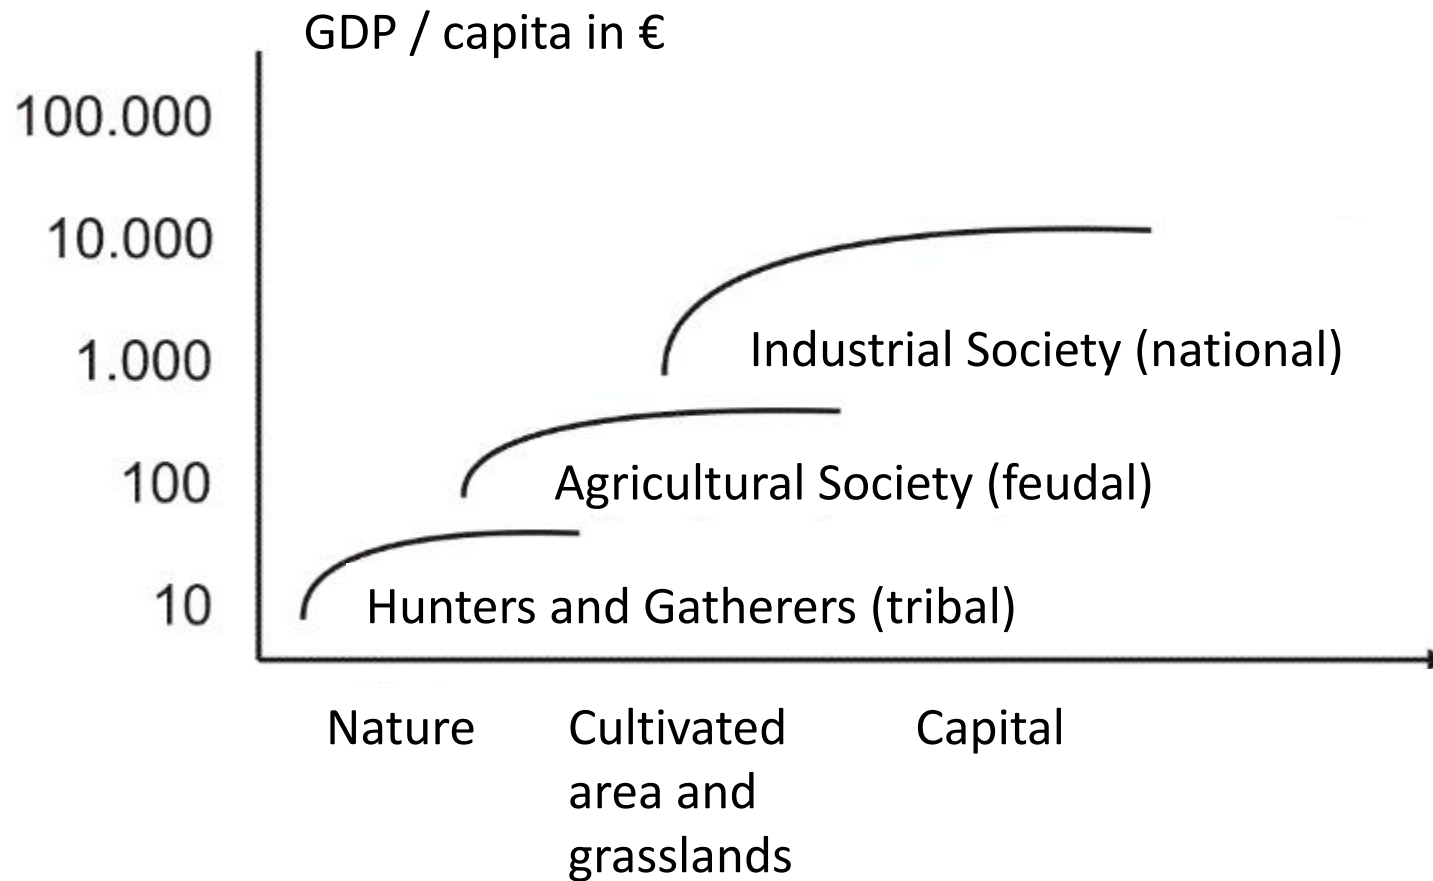 GDP / capita in €
100.000
10.000
1.000
Industrial Society (national)
100
Agricultural Society (feudal)
10
Hunters and Gatherers (tribal)
Nature
Cultivated
area and
grasslands
Capital